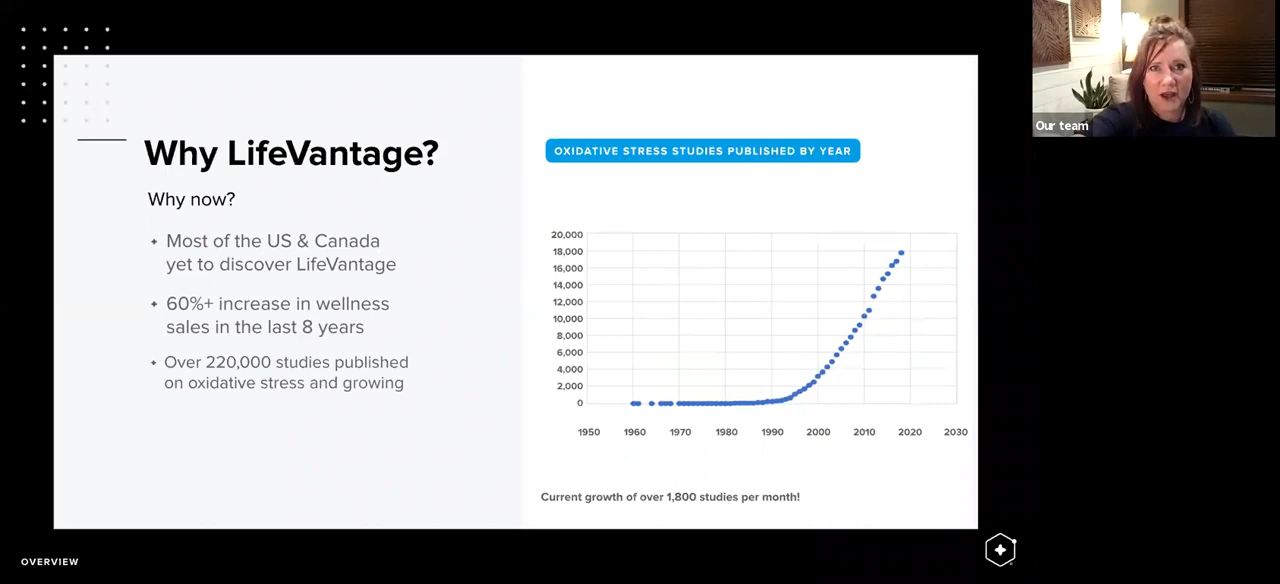 Our team
Why LifeVantage?
Why now?
Most of the US & Canada
yet to discover LifeVantage
60%+ increase in wellness
sales in the last 8 years
Over 220,000 studies published
on oxidative stress and growing
OXIDATIVE STRESS STUDIES PUBLISHED BY YEAR
20,000
18,000
16,000
14,000
12,000
10,000
8,000
6,000
4,000
2,000
0
1950 1960 1970 1980 1990 2000 2010 2020 2030
Current growth of over 1,800 studies per month!
OVERVIEW